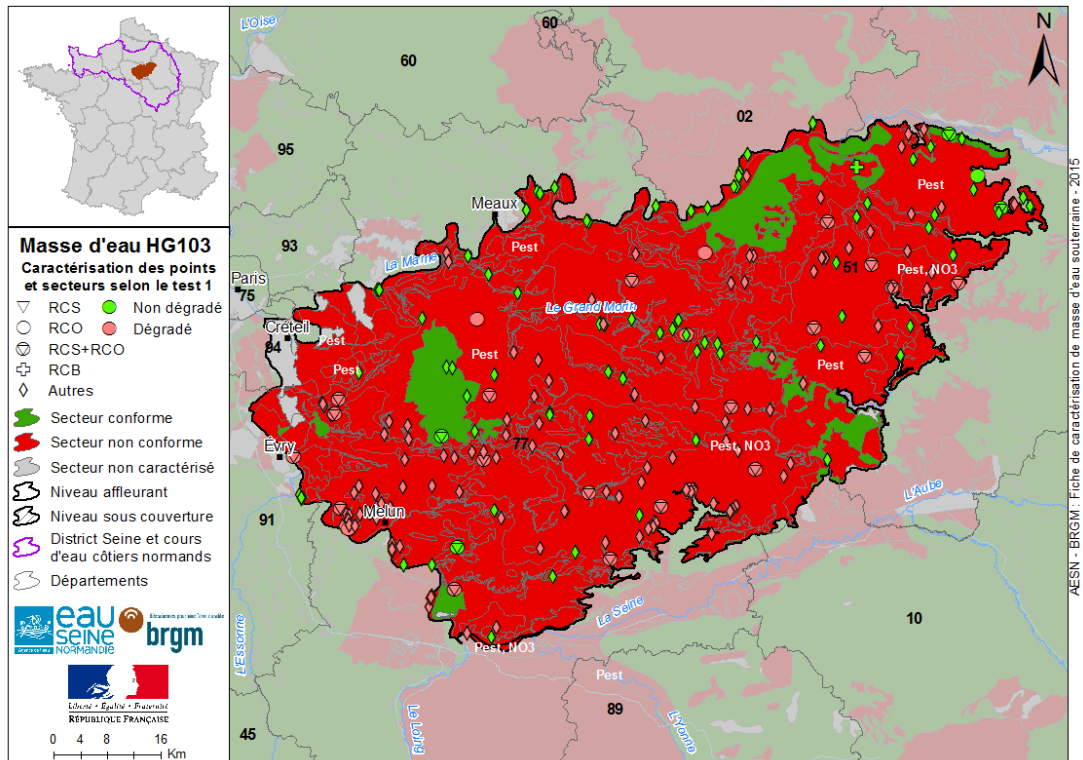 Masse d'eau HG103
Caractérisation des points
et secteurs selon le test 1
RCS
Non dégradé
RCO
Dégradé
RCS+RCO
RCB
Autres
Secteur conforme
Secteur non conforme
Secteur non caractérisé
Niveau affleurant
Niveau sous couverture
District Seine et cours
d'eau côtiers normands
Départements
eau
SEINE
NORMANDIE
brgm
Liberté • Égalité • Fraternité
RÉPUBLIQUE FRANÇAISE
0 4 8 16
Km
L'Oise
60
60
N
02
95
Meaux
Pest
93
La Marne
Pest
Paris
75
51
Pest, NO3
Le Grand Morin
Créteil
94
Pest
Pest
Pest
Pest
77
Pest, NO3
Évry
L'Aube
91
Melun
La Seine
10
L'Essonne
Pest, NO3
Pest
89
45
Le Loing
L'Yonne
AESN - BRGM : Fiche de caractérisation de masse d'eau souterraine - 2015